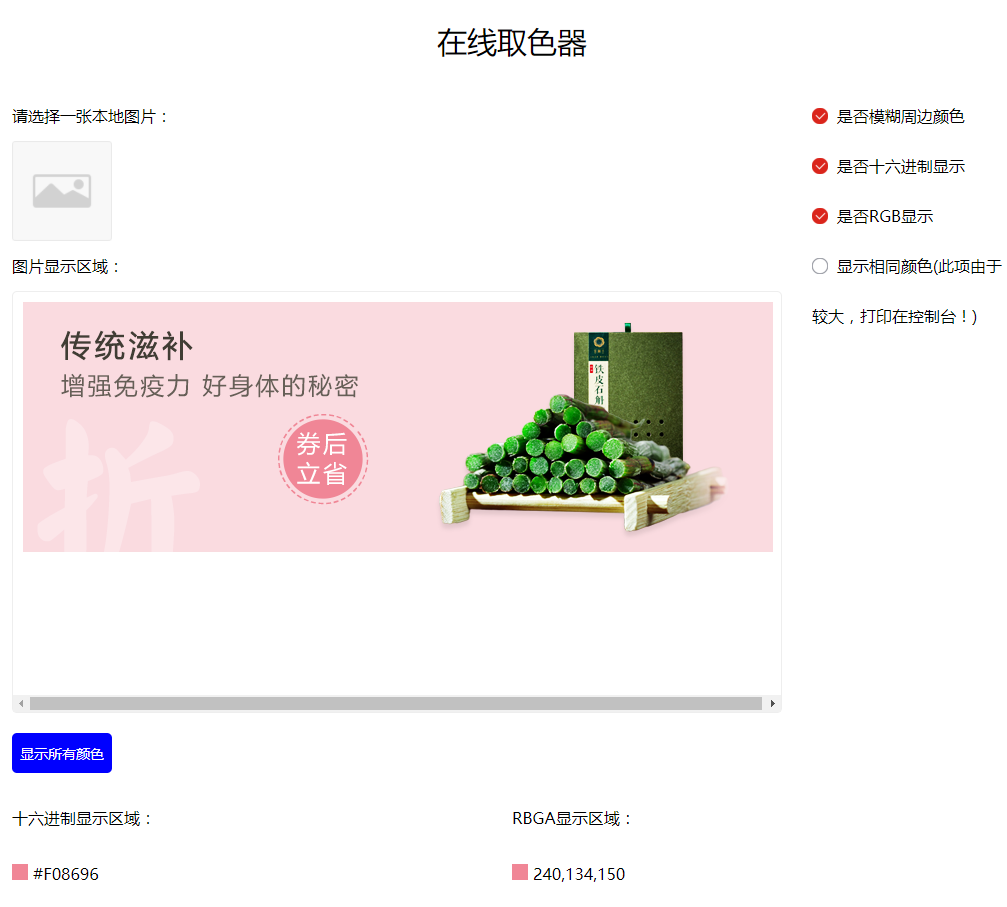 在线取色器
请选择一张本地图片：
是否模糊周边颜色
是否十六进制显示
是否RGB显示
显示相同颜色(此项由于
较大，打印在控制台！)
图片显示区域：
传统滋补
增强免疫力 好身体的秘密
折
券后
立省
铁皮石斛
显示所有颜色
十六进制显示区域：
#F08696
RBGA显示区域：
240,134,150